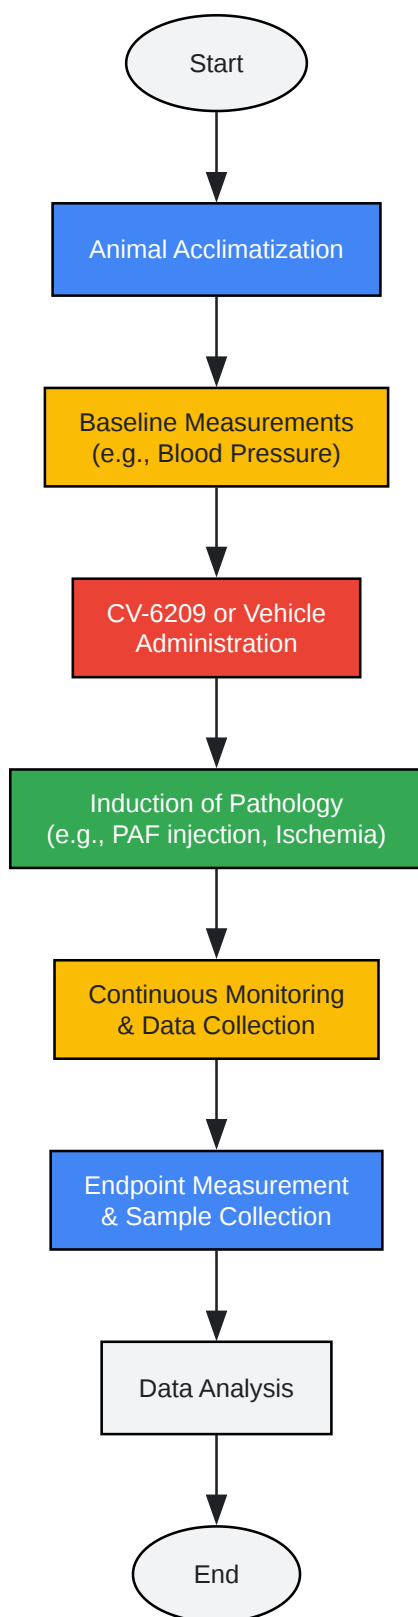 Start
Animal Acclimatization
Baseline Measurements
(e.g., Blood Pressure)
CV-6209 or Vehicle
Administration
Induction of Pathology
(e.g., PAF injection, Ischemia)
Continuous Monitoring
& Data Collection
Endpoint Measurement
& Sample Collection
Data Analysis
End